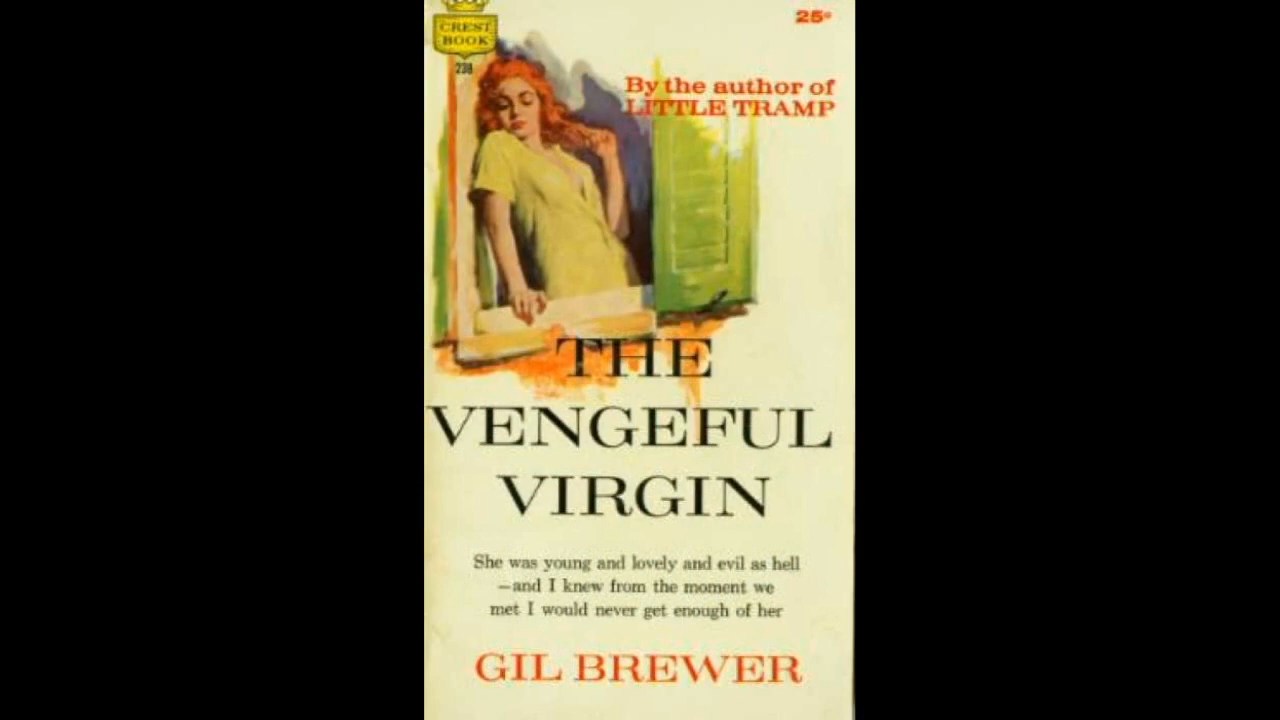 CREST
BOOK
238
25¢
By the author of
LITTLE TRAMP
THE
VENGEFUL
VIRGIN
She was young and lovely and evil as hell
—and I knew from the moment we
met I would never get enough of her
GIL BREWER